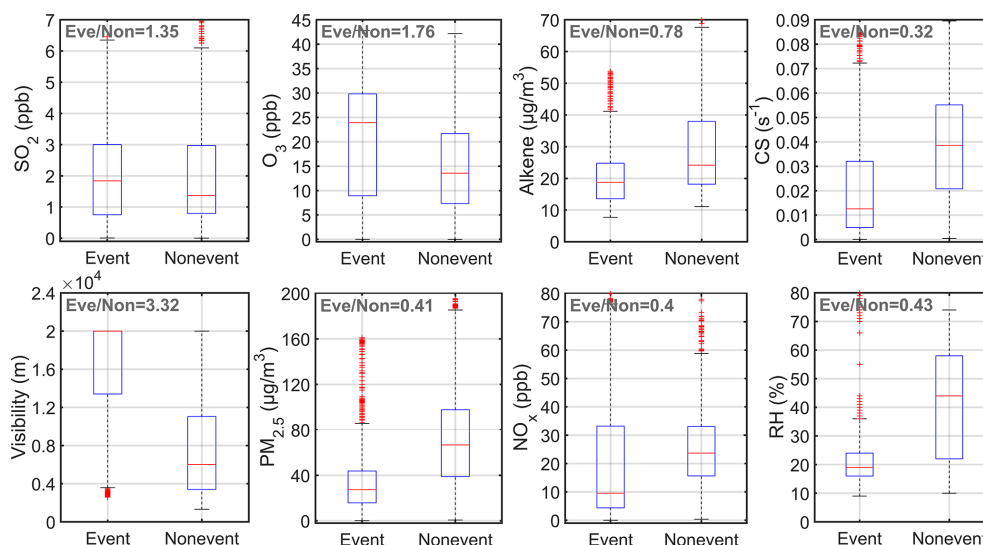 Eve/Non=1.35
SO2 (ppb)
7
6
5
4
3
2
1
0
Event Nonevent
Eve/Non=1.76
O3 (ppb)
45
40
35
30
25
20
15
10
5
0
Event Nonevent
Eve/Non=0.78
Alkene (μg/m³)
70
60
50
40
30
20
10
0
Event Nonevent
Eve/Non=0.32
CS (s⁻¹)
0.09
0.08
0.07
0.06
0.05
0.04
0.03
0.02
0.01
0
Event Nonevent
×10⁴
Eve/Non=3.32
Visibility (m)
2.4
2
1.6
1.2
0.8
0.4
0
Event Nonevent
Eve/Non=0.41
PM2.5 (μg/m³)
200
160
120
80
40
0
Event Nonevent
Eve/Non=0.4
NOx (ppb)
80
70
60
50
40
30
20
10
0
Event Nonevent
Eve/Non=0.43
RH (%)
80
70
60
50
40
30
20
10
0
Event Nonevent